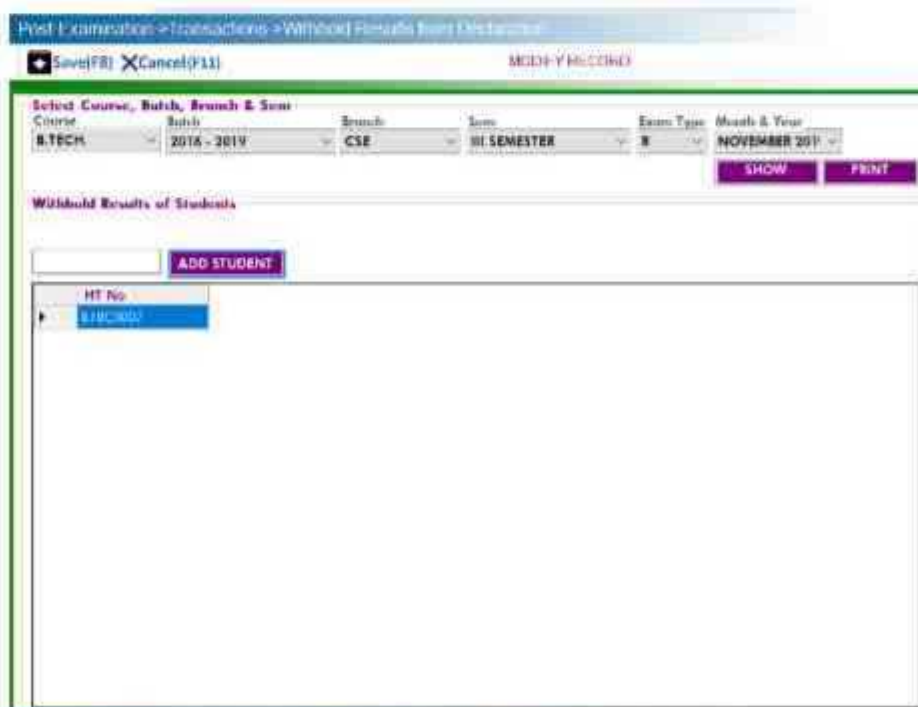 Post Examination->Transactions->Withhold Results from Declaration
Save(F8) Cancel(F11) MODIFY RECORD
Select Course, Batch, Branch & Sem
Course Batch Branch Sem Exam Type Month & Year
B.TECH. 2018 - 2019 CSE III SEMESTER R NOVEMBER 201
SHOW PRINT
Withhold Results of Students
ADD STUDENT
HT No